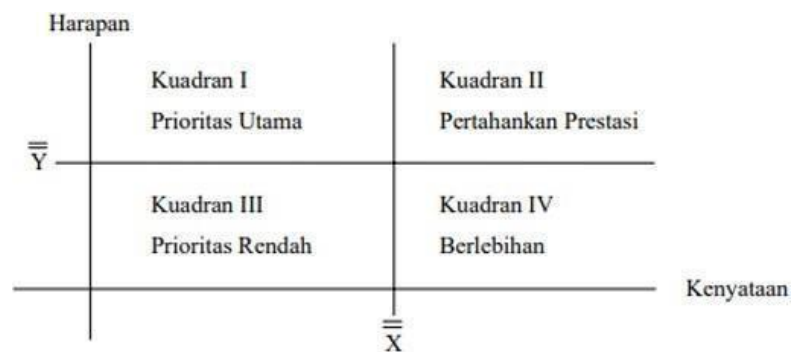 Harapan
Kuadran I
Prioritas Utama
Kuadran II
Pertahankan Prestasi
Y
Kuadran III
Prioritas Rendah
Kuadran IV
Berlebihan
Kenyataan
X